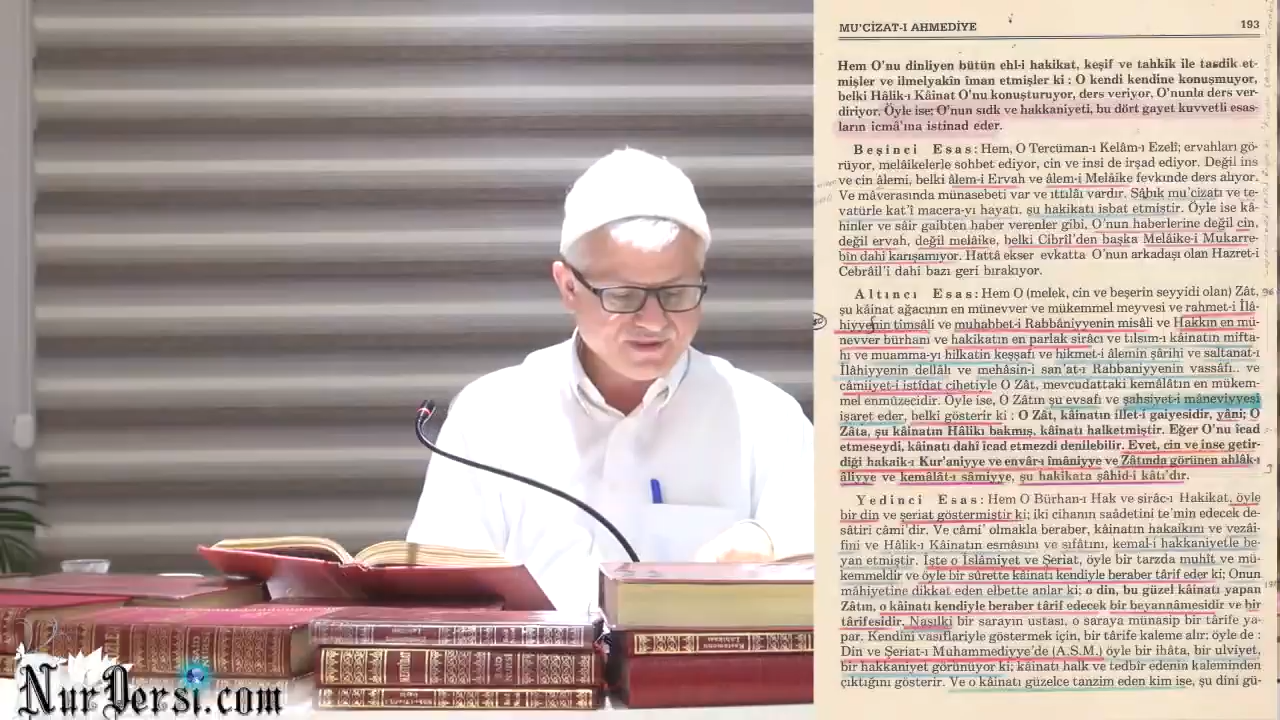 MU'CİZAT-I AHMEDİYE 193
Hem O'nu dinliyen bütün ehl-i hakikat, keşif ve tahkik ile tasdik et-
mişler ve ilmelyakîn îman etmişler ki : O kendi kendine konuşmuyor,
belki Hâlik-ı Kâinat O'nu konuşturuyor, ders veriyor, O'nunla ders ver-
diriyor. Öyle ise: O'nun sıdk ve hakkaniyeti, bu dört gayet kuvvetli esas-
ların icmâ'ına istinad eder.
Beşinci Esas: Hem, O Tercüman-ı Kelâm-ı Ezelî; ervahları gö-
rüyor, melâikelerle sohbet ediyor, cin ve insi de irşad ediyor. Değil ins
ve cin âlemi, belki âlem-i Ervah ve âlem-i Melâike fevkinde ders alıyor.
Ve mâverasında münasebeti var ve ıttılâı vardır. Sâbık mu'cizatı ve te-
vatürle kat'î macera-yı hayatı, şu hakikatı isbat etmiştir. Öyle ise kâ-
hinler ve sâir gaibten haber verenler gibi, O'nun haberlerine değil cin,
değil ervah, değil melâike, belki Cibrîl'den başka Melâike-i Mukarre-
bîn dahi karışamıyor. Hattâ ekser evkatta O'nun arkadaşı olan Hazret-i
Cebrâil'i dahi bazı geri bırakıyor.
Altıncı Esas: Hem O (melek, cin ve beşerin seyyidi olan) Zât,
şu kâinat ağacının en münevver ve mükemmel meyvesi ve rahmet-i İlâ-
hiyyenin timsâli ve muhabbet-i Rabbâniyyenin misâli ve Hakkın en mü-
nevver bürhanı ve hakikatın en parlak sirâcı ve tılsım-ı kâinatın mifta-
hı ve muamma-yı hilkatin keşşafı ve hikmet-i âlemin şârihi ve saltanat-ı
İlâhiyyenin dellâlı ve mehâsin-i san'at-ı Rabbaniyyenin vassâfı.. ve
câmiiyet-i istîdat cihetiyle O Zât, mevcudattaki kemâlâtın en mükem-
mel enmûzecidir. Öyle ise, O Zâtın şu evsafı ve şahsiyet-i mâneviyyesi
işaret eder, belki gösterir ki : O Zât, kâinatın illet-i gaiyesidir, yâni; O
Zâta, şu kâinatın Hâlikı bakmış, kâinatı halketmiştir. Eğer O'nu îcad
etmeseydi, kâinatı dahî îcad etmezdi denilebilir. Evet, cin ve inse getir-
diği hakaik-ı Kur'aniyye ve envâr-ı îmâniyye ve Zâtında görünen ahlâk-ı
âliyye ve kemâlât-ı sâmiyye, şu hakikata şâhid-i kâtı'dır.
Yedinci Esas: Hem O Bürhan-ı Hak ve sirâc-ı Hakikat, öyle
bir din ve şeriat göstermiştir ki; iki cihanın saâdetini te'min edecek de-
sâtiri câmi'dir. Ve câmi' olmakla beraber, kâinatın hakaikını ve vezâi-
fini ve Hâlik-ı Kâinatın esmâsını ve sıfâtını, kemal-i hakkaniyetle be-
yan etmiştir. İşte o İslâmiyet ve Şeriat, öyle bir tarzda muhît ve mü-
kemmeldir ve öyle bir sûrette kâinatı kendiyle beraber târif eder ki; Onun
mâhiyetine dikkat eden elbette anlar ki; o din, bu güzel kâinatı yapan
Zâtın, o kâinatı kendiyle beraber târif edecek bir beyannâmesidir ve bir
târifesidir. Nasılki bir sarayın ustası, o saraya münasip bir târife ya-
par. Kendini vasıflariyle göstermek için, bir târife kaleme alır; öyle de :
Din ve Şeriat-ı Muhammediyye'de (A.S.M.) öyle bir ihâta, bir ulviyet,
bir hakkaniyet görünüyor ki; kâinatı halk ve tedbir edenin kaleminden
çıktığını gösterir. Ve o kâinatı güzelce tanzim eden kim ise, şu dini gü-
NurDersi.com